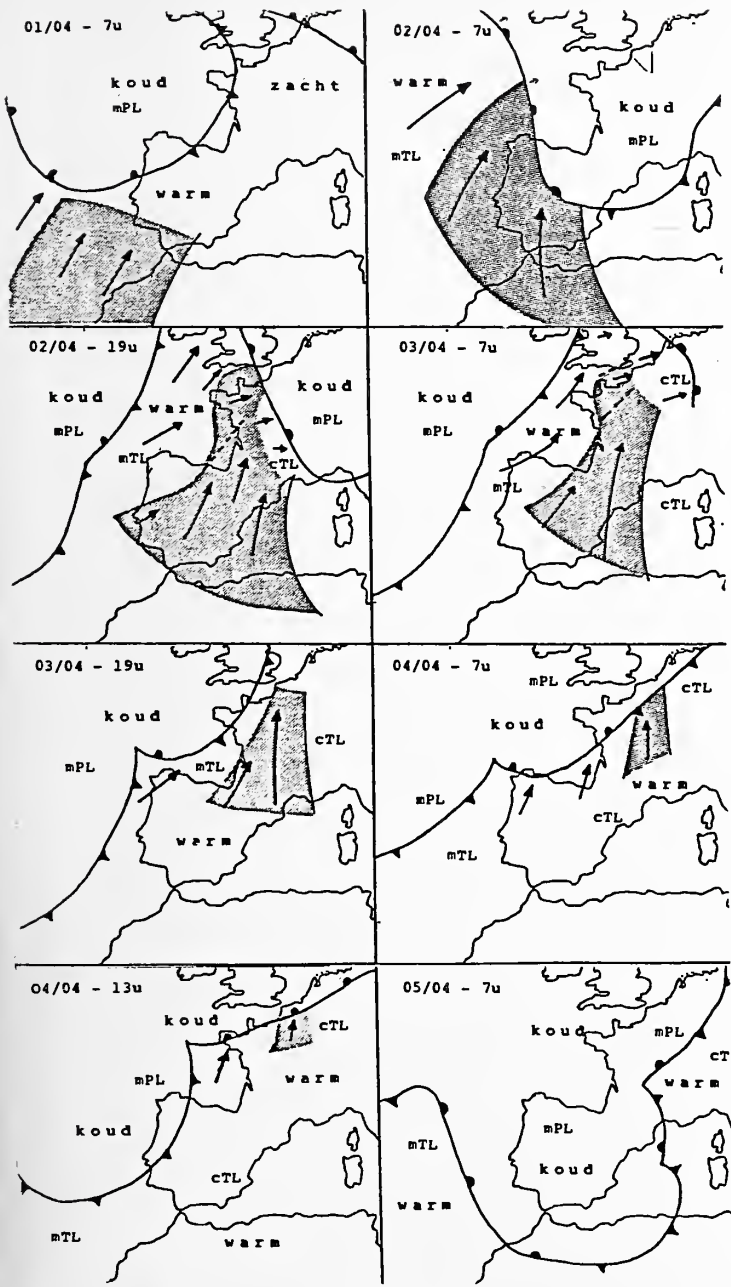 01/04 - 7u
koud
mPL
zacht
warm
02/04 - 7u
warm
koud
mPL
mTL
02/04 - 19u
koud
mPL
warm
mTL
koud
mPL
cTL
03/04 - 7u
koud
mPL
warm
mTL
cTL
cTL
03/04 - 19u
koud
mPL
mTL
cTL
warm
04/04 - 7u
mPL
koud
cTL
mPL
warm
cTL
mTL
04/04 - 13u
koud
cTL
mPL
warm
koud
cTL
mTL
warm
05/04 - 7u
koud
mPL
cT
warm
mTL
mPL
koud
warm